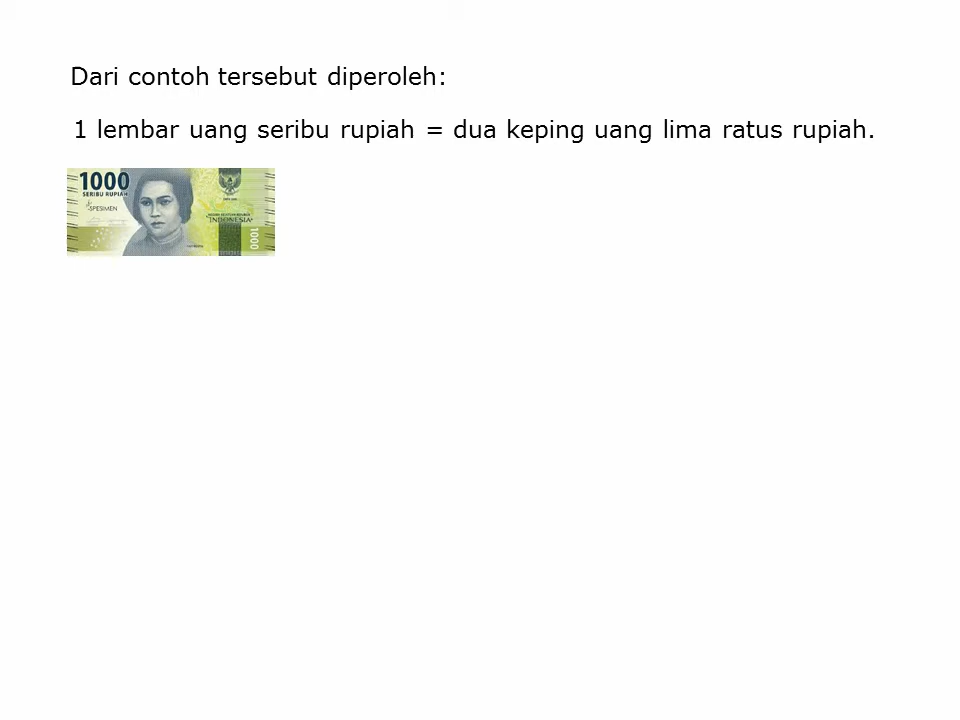 Dari contoh tersebut diperoleh:
1 lembar uang seribu rupiah = dua keping uang lima ratus rupiah.
1000
SERIBU RUPIAH
SPESIMEN
INDONESIA
1000